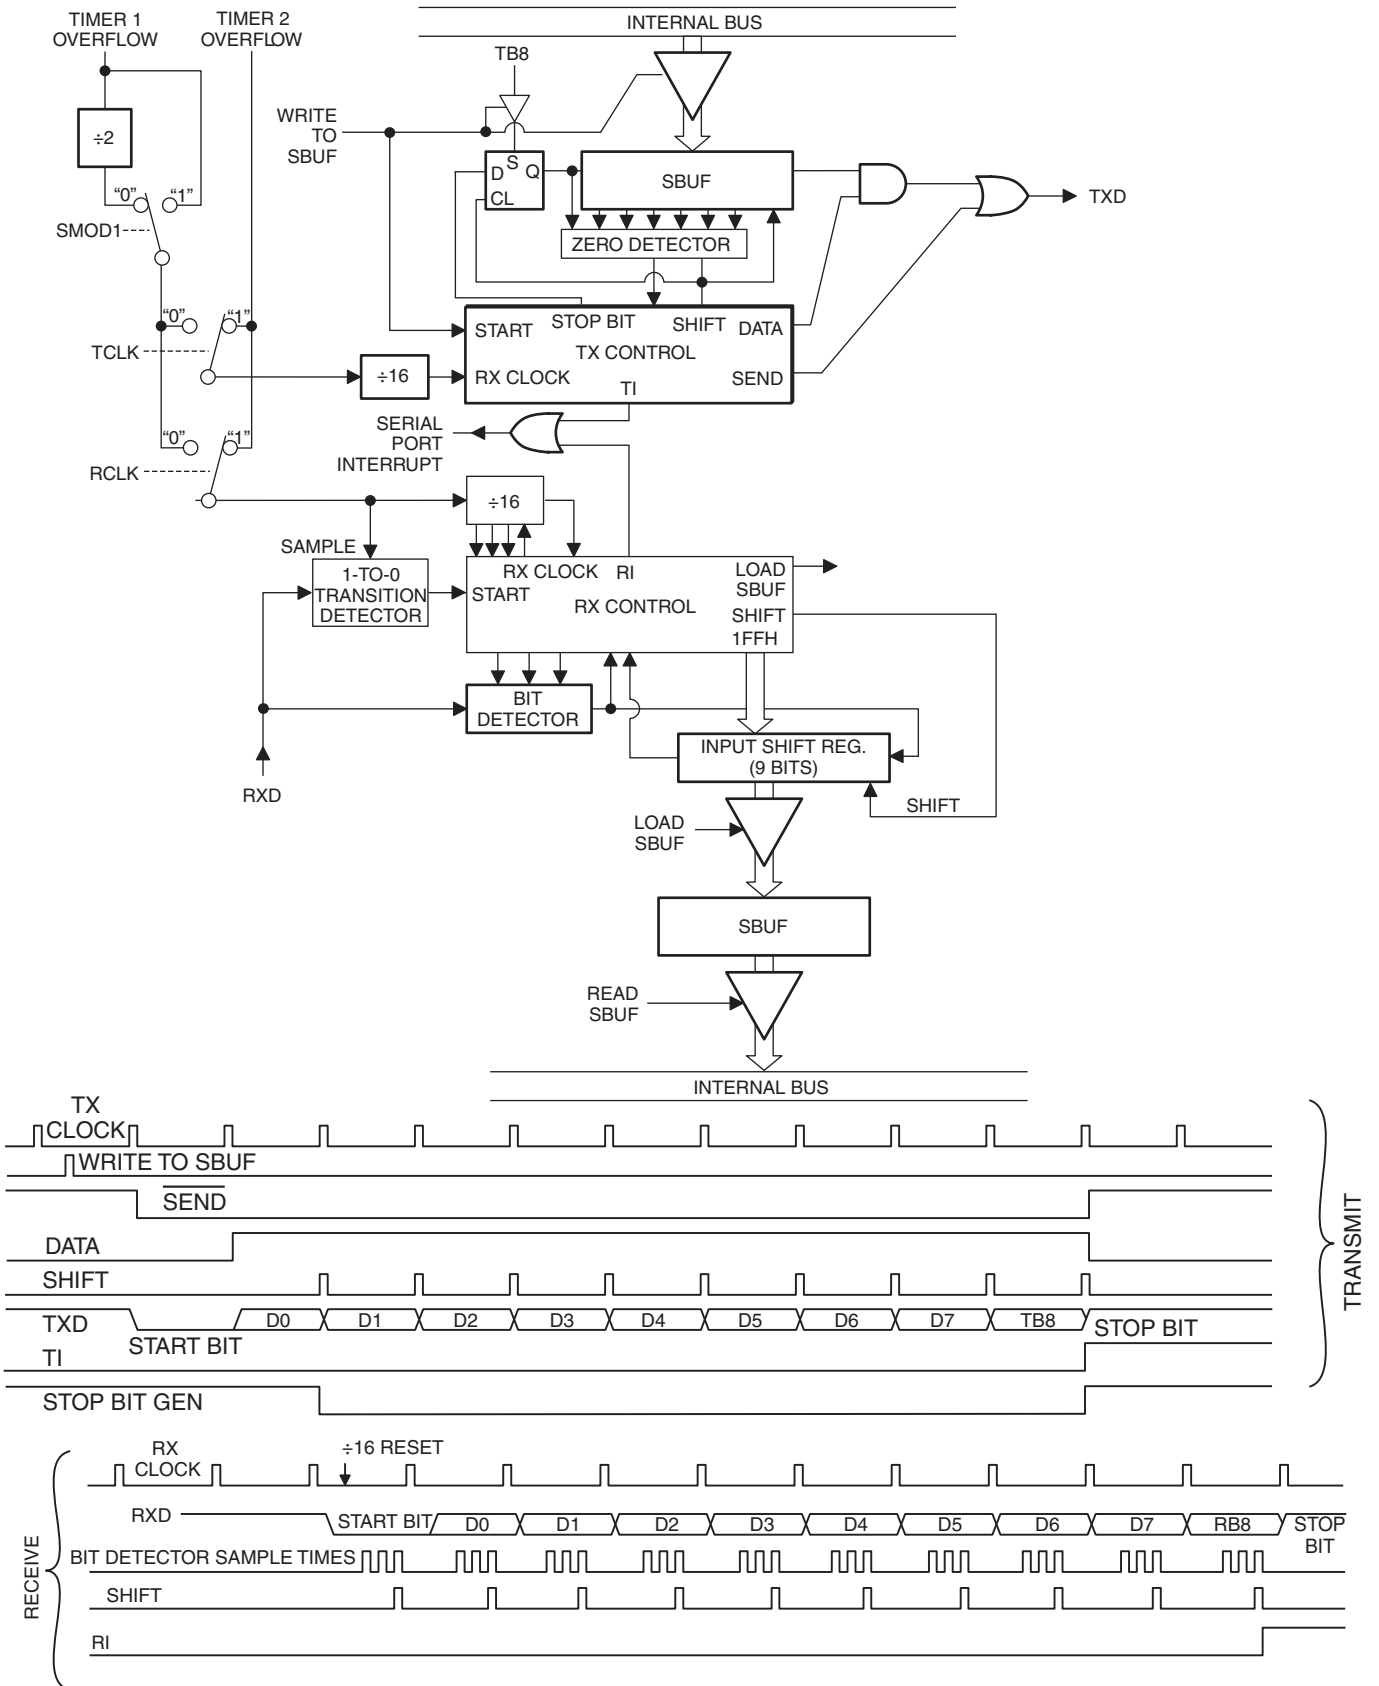 TIMER 1
OVERFLOW
TIMER 2
OVERFLOW
INTERNAL BUS
TB8
WRITE
TO
SBUF
÷2
S
D
Q
CL
SBUF
TXD
"0"
"1"
SMOD1
ZERO DETECTOR
"0"
"1"
TCLK
START
STOP BIT
SHIFT
DATA
TX CONTROL
÷16
RX CLOCK
TI
SEND
SERIAL
PORT
INTERRUPT
"0"
"1"
RCLK
÷16
SAMPLE
1-TO-0
TRANSITION
DETECTOR
RX CLOCK
RI
LOAD
SBUF
START
RX CONTROL
SHIFT
1FFH
BIT
DETECTOR
INPUT SHIFT REG.
(9 BITS)
RXD
SHIFT
LOAD
SBUF
SBUF
READ
SBUF
INTERNAL BUS
TX
CLOCK
WRITE TO SBUF
SEND
DATA
SHIFT
TXD
START BIT
D0
D1
D2
D3
D4
D5
D6
D7
TB8
STOP BIT
TI
STOP BIT GEN
TRANSMIT
RX
CLOCK
÷16 RESET
RXD
START BIT
D0
D1
D2
D3
D4
D5
D6
D7
RB8
STOP
BIT
BIT DETECTOR SAMPLE TIMES
SHIFT
RI
RECEIVE